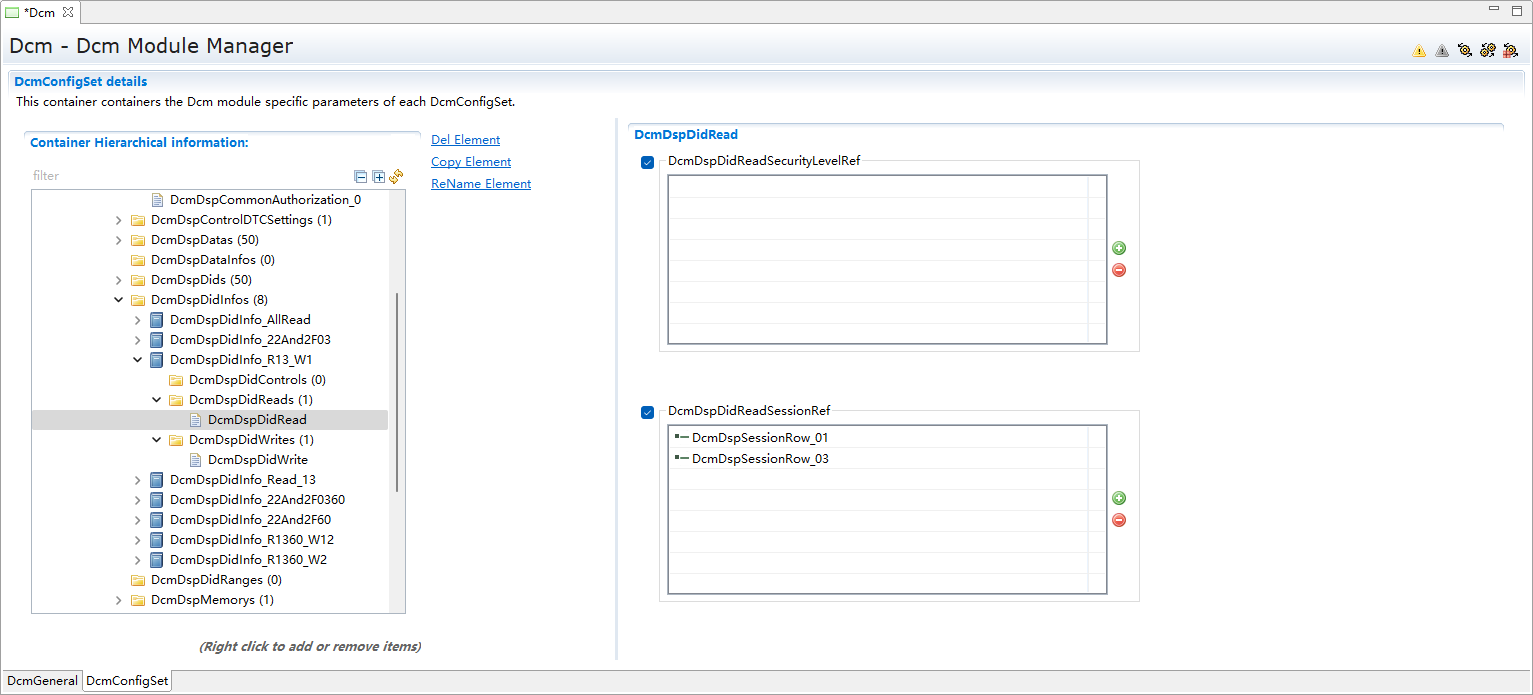 *Dcm
Dcm - Dcm Module Manager
DcmConfigSet details
This container containers the Dcm module specific parameters of each DcmConfigSet.
Container Hierarchical information:
filter
DcmDspCommonAuthorization_0
DcmDspControlDTCSettings (1)
DcmDspDatas (50)
DcmDspDataInfos (0)
DcmDspDids (50)
DcmDspDidInfos (8)
DcmDspDidInfo_AllRead
DcmDspDidInfo_22And2F03
DcmDspDidInfo_R13_W1
DcmDspDidControls (0)
DcmDspDidReads (1)
DcmDspDidRead
DcmDspDidWrites (1)
DcmDspDidWrite
DcmDspDidInfo_Read_13
DcmDspDidInfo_22And2F0360
DcmDspDidInfo_22And2F60
DcmDspDidInfo_R1360_W12
DcmDspDidInfo_R1360_W2
DcmDspDidRanges (0)
DcmDspMemorys (1)
(Right click to add or remove items)
Del Element
Copy Element
ReName Element
DcmDspDidRead
DcmDspDidReadSecurityLevelRef
DcmDspDidReadSessionRef
DcmDspSessionRow_01
DcmDspSessionRow_03
DcmGeneral
DcmConfigSet